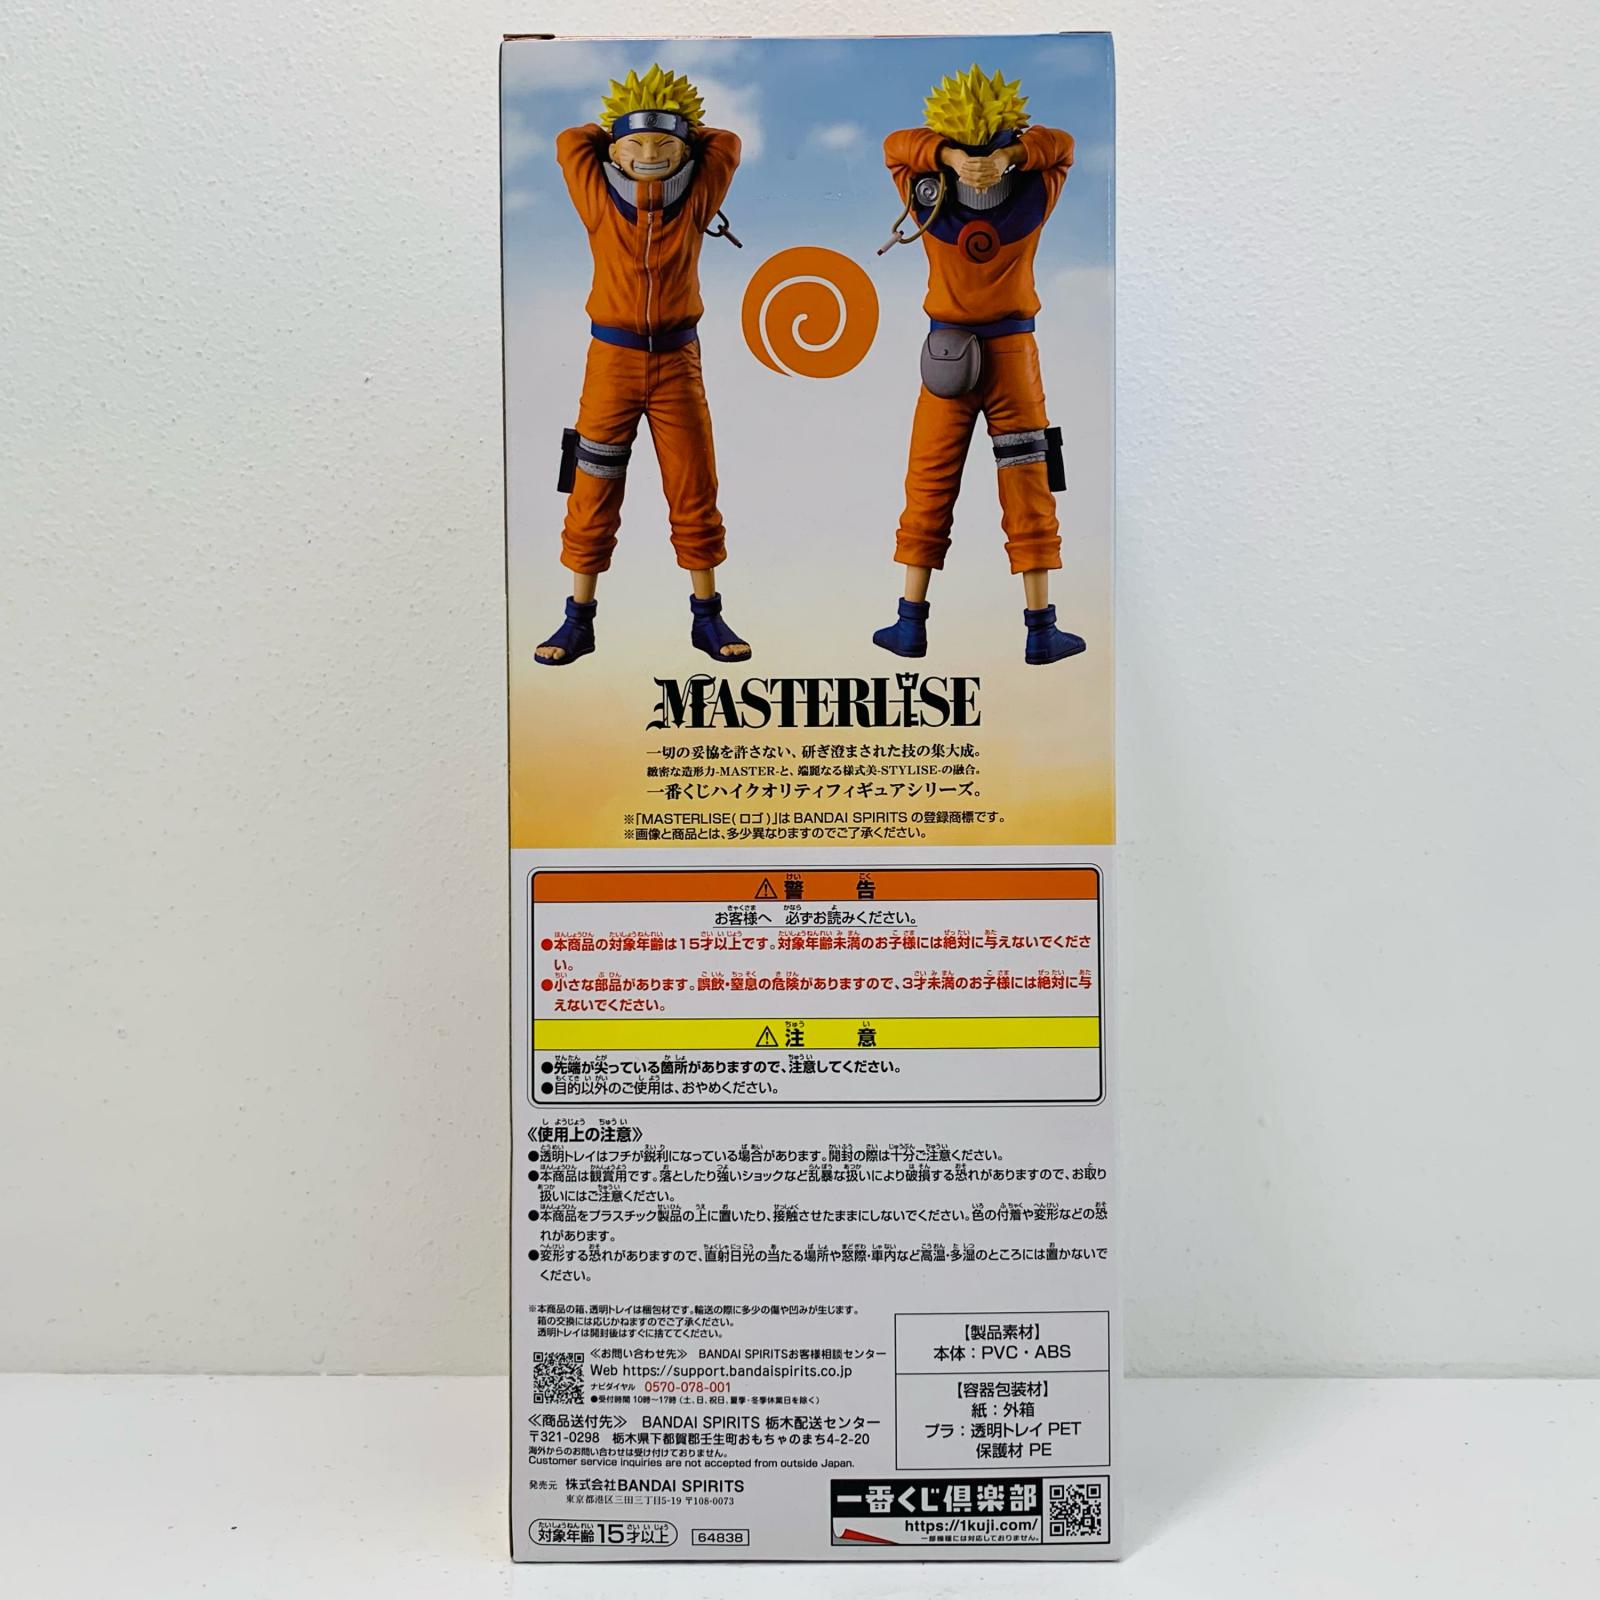 MASTERLISE
一切の妥協を許さない、研ぎ澄まされた技の集大成。
緻密な造形力-MASTER-と、端麗なる様式美-STYLISE-の融合。
一番くじハイクオリティフィギュアシリーズ。
※「MASTERLISE(ロゴ)」は BANDAI SPIRITS の登録商標です。
※画像と商品とは、多少異なりますのでご了承ください。
⚠警告
お客様へ 必ずお読みください。
●本商品の対象年齢は15才以上です。対象年齢未満のお子様には絶対に与えないでくださ
い。
●小さな部品があります。誤飲・窒息の危険がありますので、3才未満のお子様には絶対に与
えないでください。
⚠注意
●先端が尖っている箇所がありますので、注意してください。
●目的以外のご使用は、おやめください。
《使用上の注意》
●透明トレイはフチが鋭利になっている場合があります。開封の際は十分ご注意ください。
●本商品は観賞用です。落としたり強いショックなど乱暴な扱いにより破損する恐れがありますので、お取り
扱いにはご注意ください。
●本商品をプラスチック製品の上に置いたり、接触させたままにしないでください。色の付着や変形などの恐
れがあります。
●変形する恐れがありますので、直射日光の当たる場所や窓際・車内など高温・多湿のところには置かないで
ください。
※本商品の箱、透明トレイは梱包材です。輸送の際に多少の傷や凹みが生じます。
箱の交換には応じかねますのでご了承ください。
透明トレイは開封後はすぐに捨ててください。
≪お問い合わせ先≫ BANDAI SPIRITSお客様相談センター
Web https://support.bandaispirits.co.jp
ナビダイヤル 0570-078-001
●受付時間 10時～17時 (土、日、祝日、夏季・冬季休業日を除く)
≪商品送付先≫ BANDAI SPIRITS 栃木配送センター
〒321-0298 栃木県下都賀郡壬生町おもちゃのまち4-2-20
海外からのお問い合わせは受け付けておりません。
Customer service inquiries are not accepted from outside Japan.
発売元 株式会社BANDAI SPIRITS
東京都港区三田三丁目5-19 〒108-0073
対象年齢15才以上
64838
【製品素材】
本体：PVC・ABS
【容器包装材】
紙：外箱
プラ：透明トレイ PET
保護材 PE
一番くじ倶楽部
https://1kuji.com/
一部機種には対応しておりません。